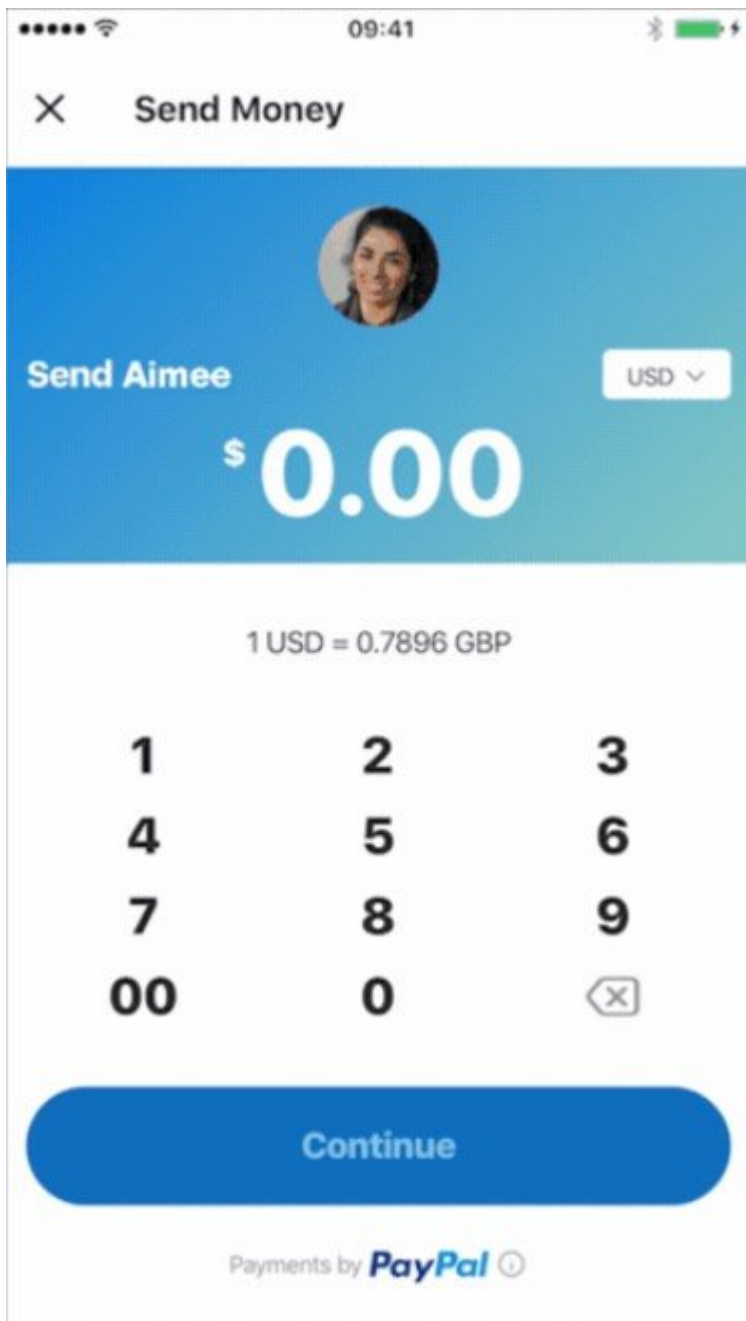 09:41
Send Money
Send Aimee
USD
$ 0.00
1 USD = 0.7896 GBP
1 2 3
4 5 6
7 8 9
00 0
Continue
Payments by PayPal